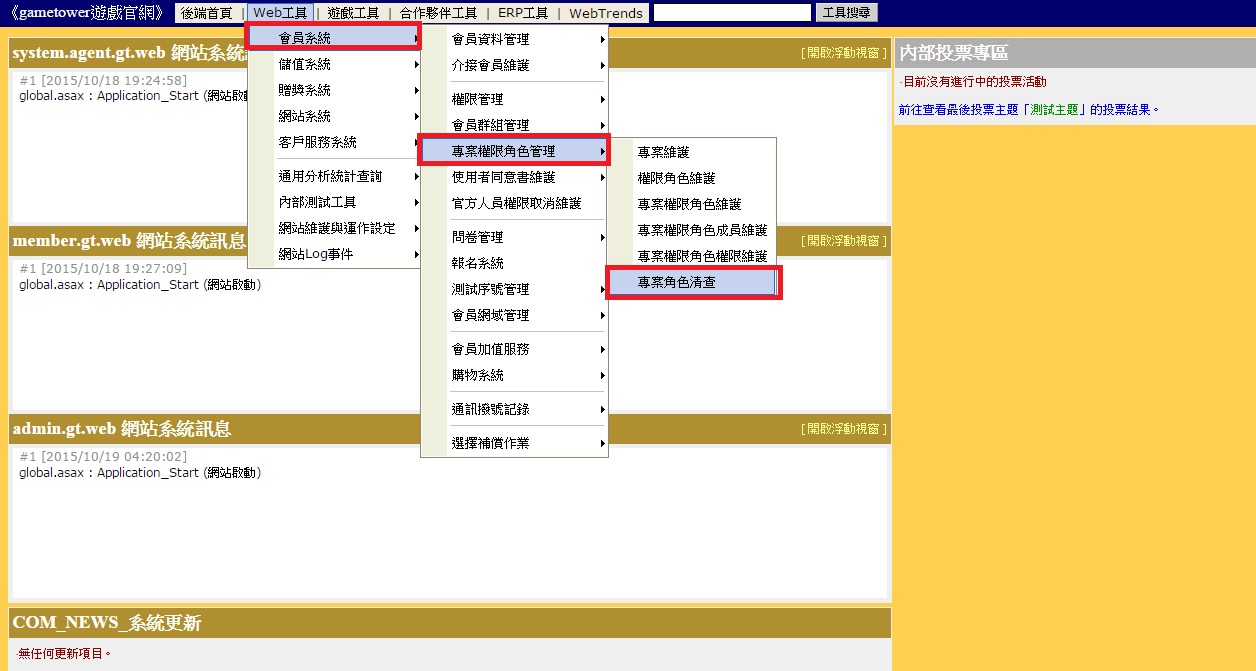 《gametower遊戲官網》 後端首頁 | Web工具 | 遊戲工具 | 合作夥伴工具 | ERP工具 | WebTrends 工具搜尋
會員系統
儲值系統
贈獎系統
網站系統
客戶服務系統
通用分析統計查詢
內部測試工具
網站維護與運作設定
網站Log事件
會員資料管理
介接會員維護
權限管理
會員群組管理
專案權限角色管理
使用者同意書維護
官方人員權限取消維護
問卷管理
報名系統
測試序號管理
會員網域管理
會員加值服務
購物系統
通訊撥號記錄
選擇補償作業
專案維護
權限角色維護
專案權限角色維護
專案權限角色成員維護
專案權限角色權限維護
專案角色清查
system.agent.gt.web 網站系統 [開啟浮動視窗]
#1 [2015/10/18 19:24:58]
global.asax : Application_Start (網站啟動
member.gt.web 網站系統訊息 [開啟浮動視窗]
#1 [2015/10/18 19:27:09]
global.asax : Application_Start (網站啟動)
admin.gt.web 網站系統訊息 [開啟浮動視窗]
#1 [2015/10/19 04:20:02]
global.asax : Application_Start (網站啟動)
COM_NEWS_系統更新
·無任何更新項目。
內部投票專區
·目前沒有進行中的投票活動
前往查看最後投票主題「測試主題」的投票結果。